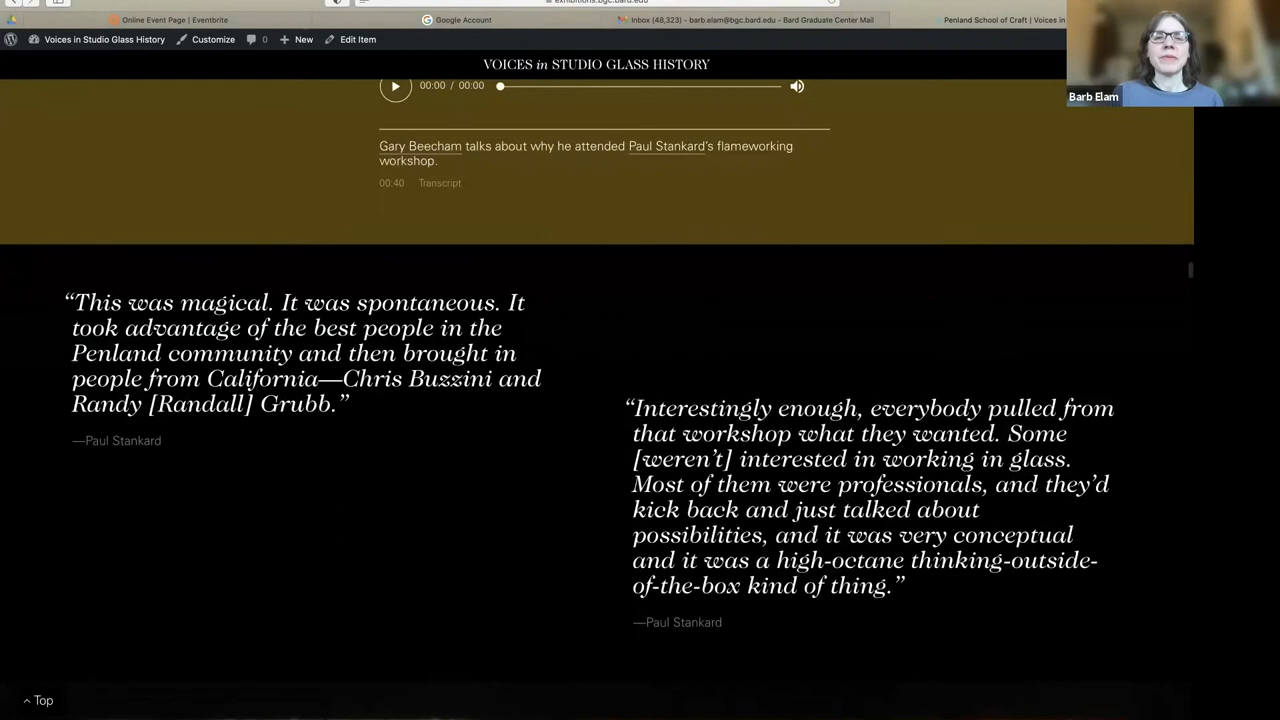 exhibitions.bgc.bard.edu
Online Event Page | Eventbrite
Google Account
Inbox (48,323) - barb.elam@bgc.bard.edu - Bard Graduate Center Mail
Penland School of Craft | Voices in
Voices in Studio Glass History
Customize
0
New
Edit Item
VOICES in STUDIO GLASS HISTORY
Barb Elam
00:00 / 00:00
Gary Beecham talks about why he attended Paul Stankard's flameworking
workshop.
00:40 Transcript
“This was magical. It was spontaneous. It
took advantage of the best people in the
Penland community and then brought in
people from California—Chris Buzzini and
Randy [Randall] Grubb.”
—Paul Stankard
“Interestingly enough, everybody pulled from
that workshop what they wanted. Some
[weren’t] interested in working in glass.
Most of them were professionals, and they’d
kick back and just talked about
possibilities, and it was very conceptual
and it was a high-octane thinking-outside-
of-the-box kind of thing.”
—Paul Stankard
Top